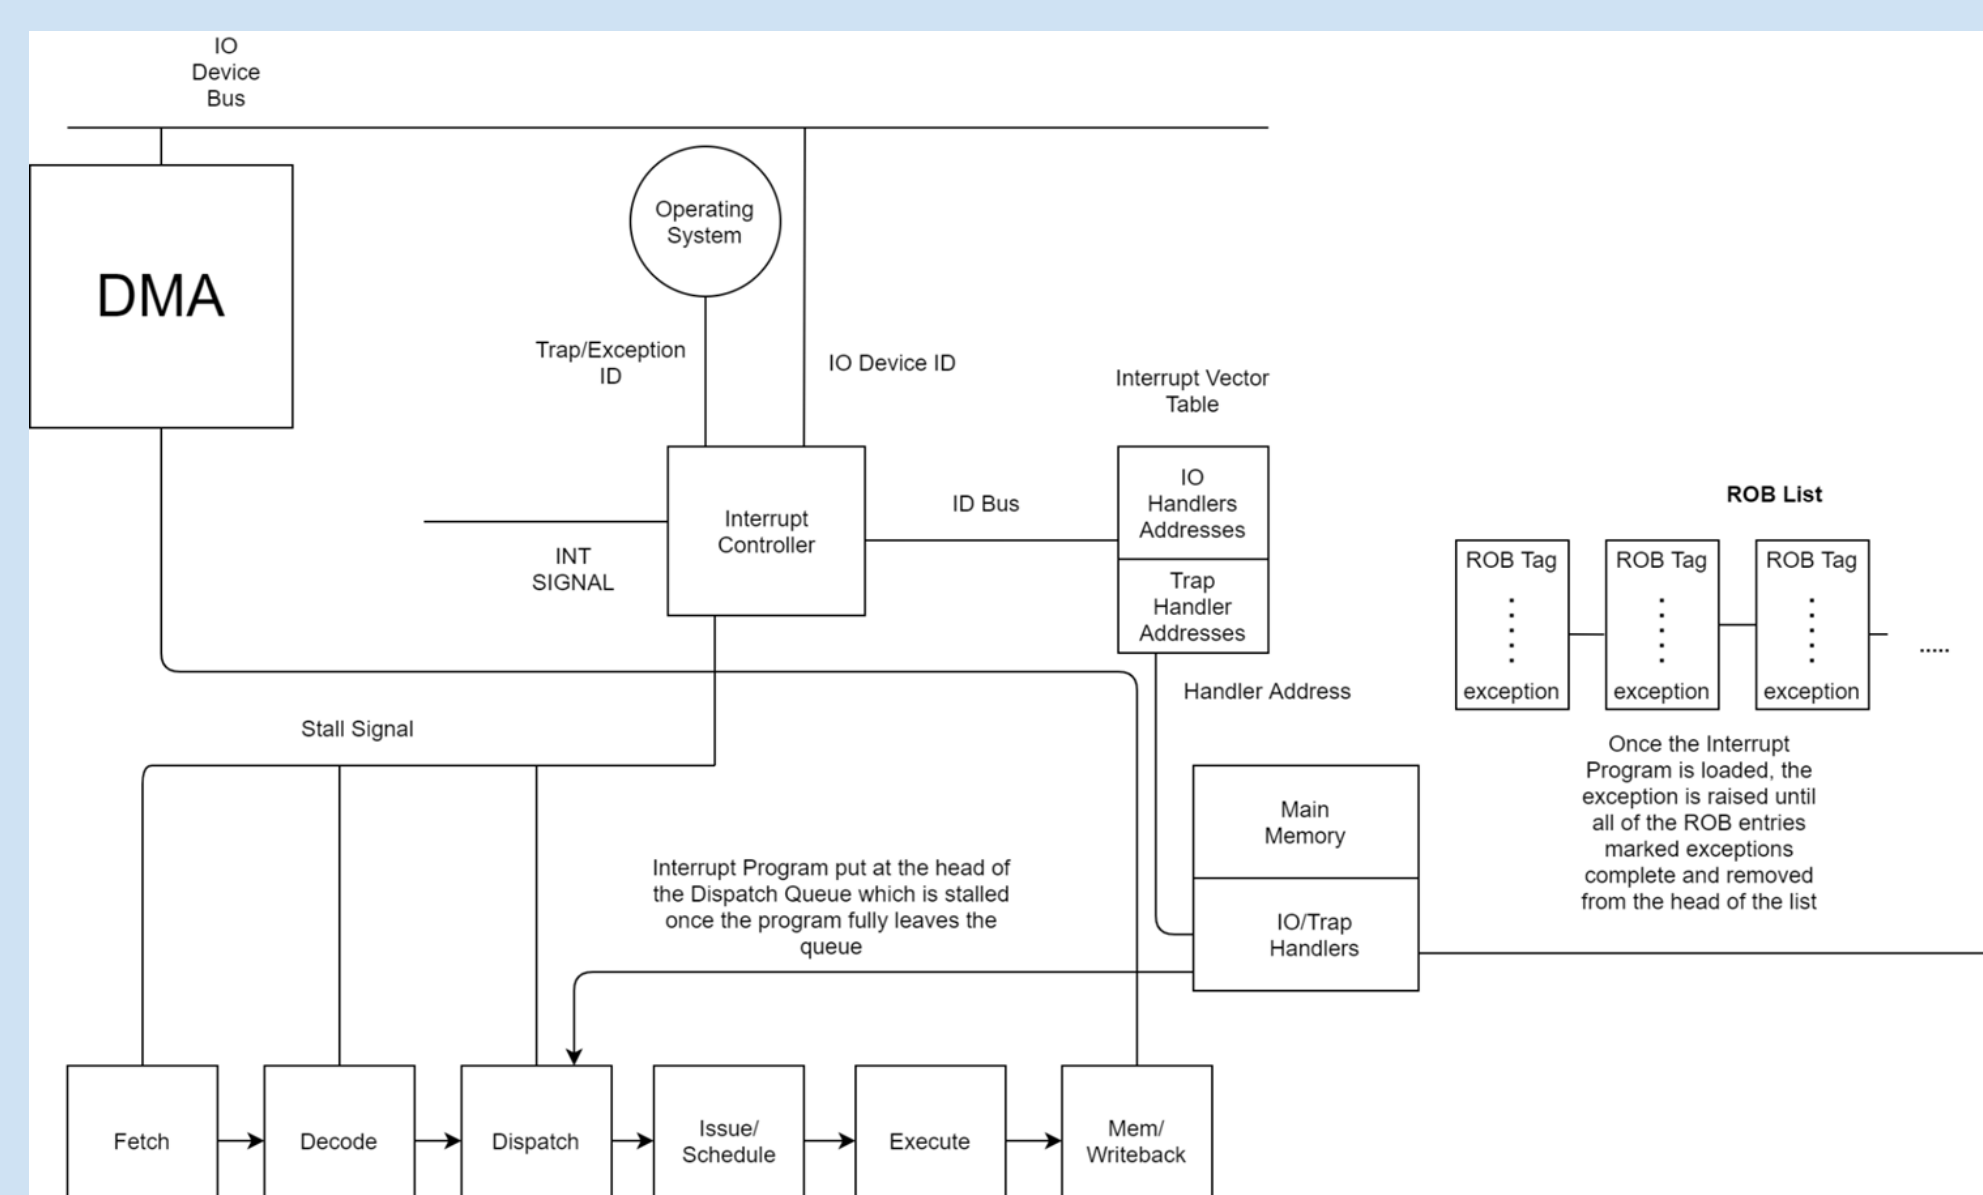 IO
Device
Bus
DMA
Operating
System
Trap/Exception
ID
IO Device ID
Interrupt Vector
Table
IO
Handlers
Addresses
Trap
Handler
Addresses
Interrupt
Controller
ID Bus
INT
SIGNAL
ROB List
ROB Tag
exception
ROB Tag
exception
ROB Tag
exception
.....
Handler Address
Stall Signal
Once the Interrupt
Program is loaded, the
exception is raised until
all of the ROB entries
marked exceptions
complete and removed
from the head of the list
Main
Memory
IO/Trap
Handlers
Interrupt Program put at the head of
the Dispatch Queue which is stalled
once the program fully leaves the
queue
Fetch
Decode
Dispatch
Issue/
Schedule
Execute
Mem/
Writeback